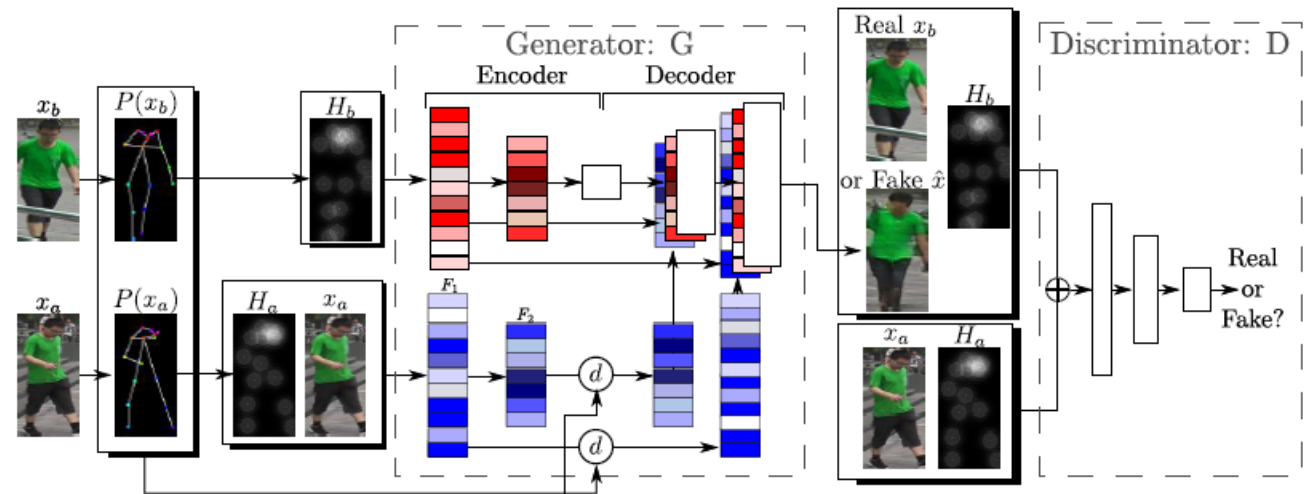 Generator: G
Encoder
Decoder
Real $x_b$
Discriminator: D
$x_b$
$P(x_b)$
$H_b$
$H_b$
or Fake $\hat{x}$
$x_a$
$P(x_a)$
$H_a$
$x_a$
$F_1$
$F_2$
d
d
Real
or
Fake?
$x_a$
$H_a$